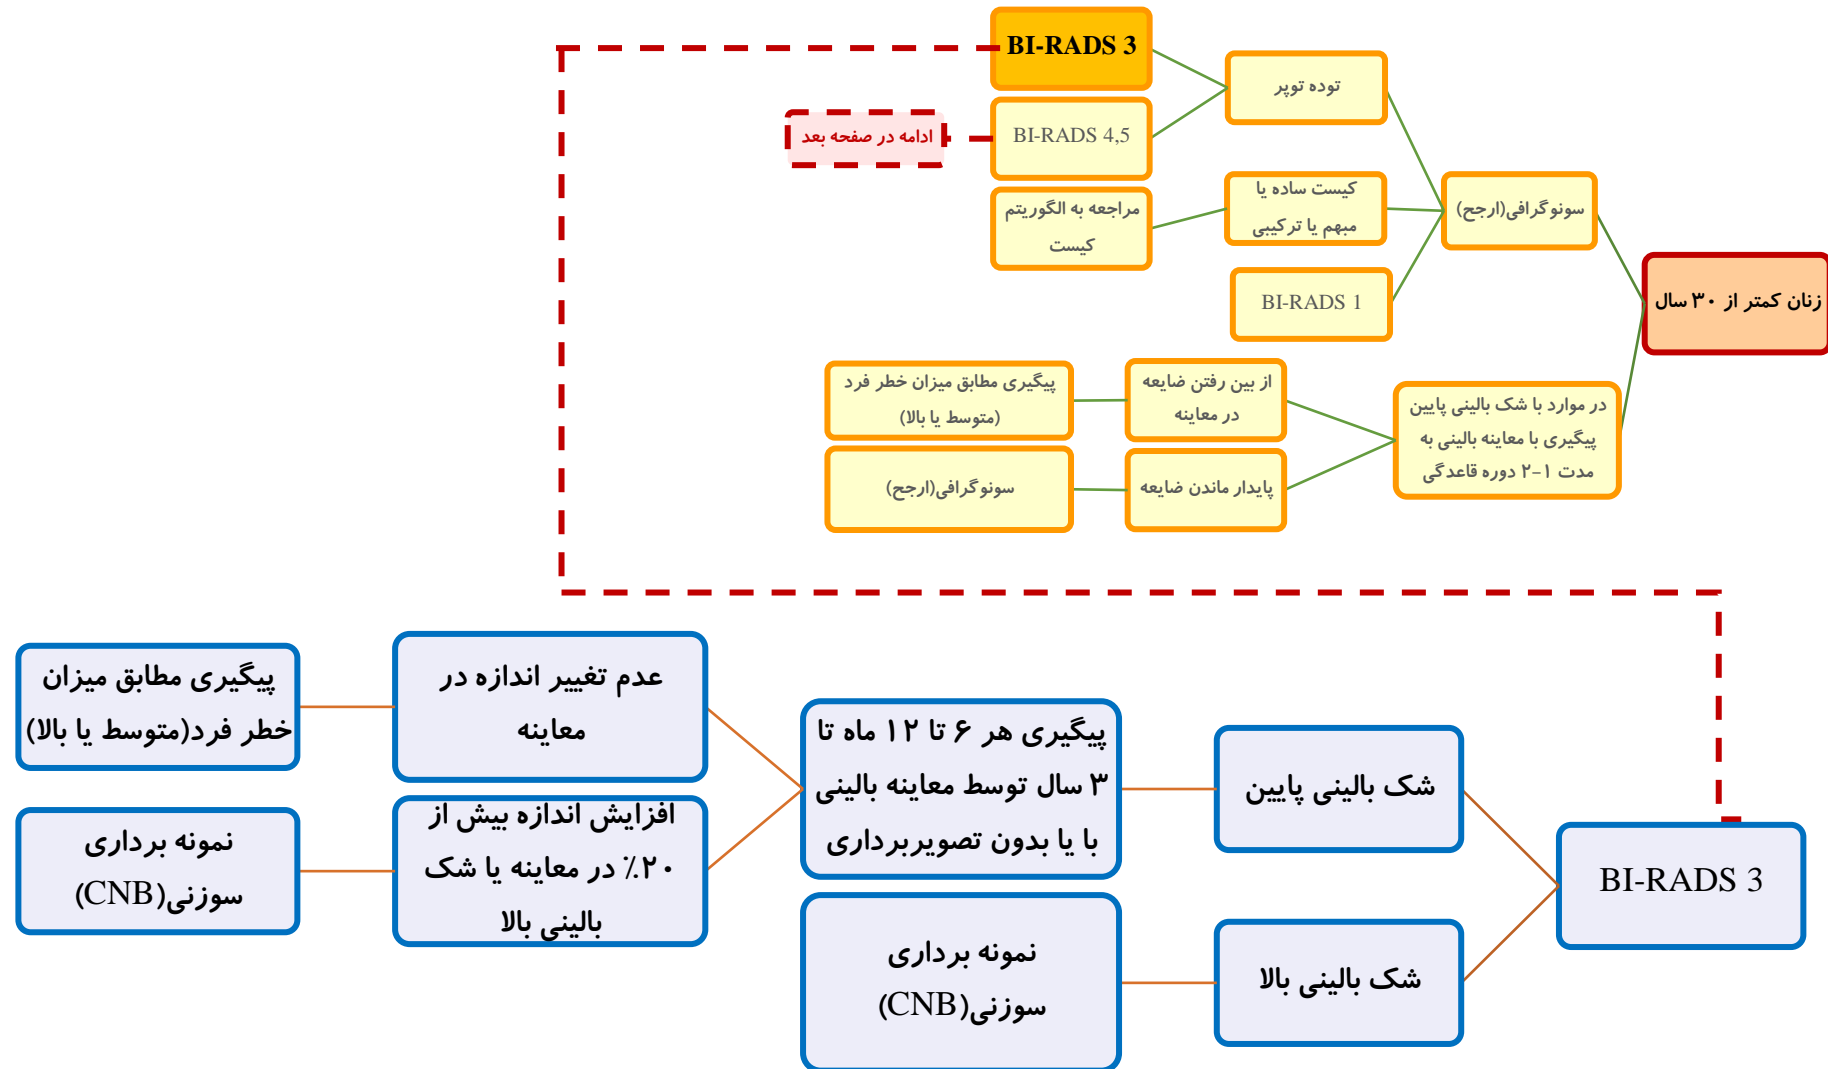 زنان کمتر از ۳۰ سال
سونوگرافی(ارجح)
توده توپر
BI-RADS 3
BI-RADS 4,5
ادامه در صفحه بعد
کیست ساده یا
مبهم یا ترکیبی
مراجعه به الگوریتم
کیست
BI-RADS 1
در موارد با شک بالینی پایین
پیگیری با معاینه بالینی به
مدت ۱-۲ دوره قاعدگی
از بین رفتن ضایعه
در معاینه
پیگیری مطابق میزان خطر فرد
(متوسط یا بالا)
پایدار ماندن ضایعه
سونوگرافی(ارجح)
BI-RADS 3
شک بالینی پایین
پیگیری هر ۶ تا ۱۲ ماه تا
۳ سال توسط معاینه بالینی
با یا بدون تصویربرداری
عدم تغییر اندازه در
معاینه
پیگیری مطابق میزان
خطر فرد(متوسط یا بالا)
افزایش اندازه بیش از
۲۰٪ در معاینه یا شک
بالینی بالا
نمونه برداری
سوزنی(CNB)
شک بالینی بالا
نمونه برداری
سوزنی(CNB)